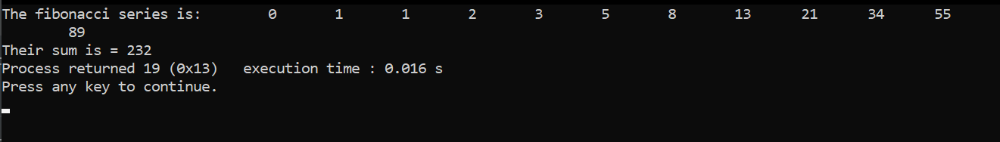 The fibonacci series is:        0       1       1       2       3       5       8       13      21      34      55
        89
Their sum is = 232
Process returned 19 (0x13)   execution time : 0.016 s
Press any key to continue.